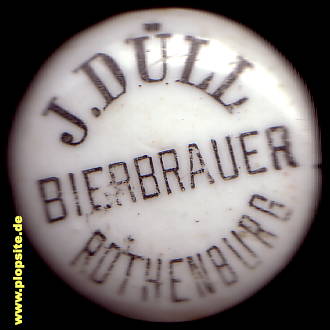 J. DÜLL
BIERBRAUER
ROTHENBURG
www.plopsite.de